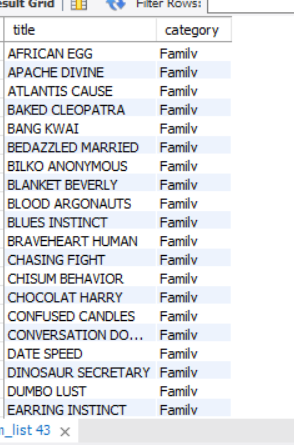 Result Grid | Filter Rows:
title category
AFRICAN EGG Family
APACHE DIVINE Family
ATLANTIS CAUSE Family
BAKED CLEOPATRA Family
BANG KWAI Family
BEDAZZLED MARRIED Family
BILKO ANONYMOUS Family
BLANKET BEVERLY Family
BLOOD ARGONAUTS Family
BLUES INSTINCT Family
BRAVEHEART HUMAN Family
CHASING FIGHT Family
CHISUM BEHAVIOR Family
CHOCOLAT HARRY Family
CONFUSED CANDLES Family
CONVERSATION DO... Family
DATE SPEED Family
DINOSAUR SECRETARY Family
DUMBO LUST Family
EARRING INSTINCT Family
m_list 43 ×